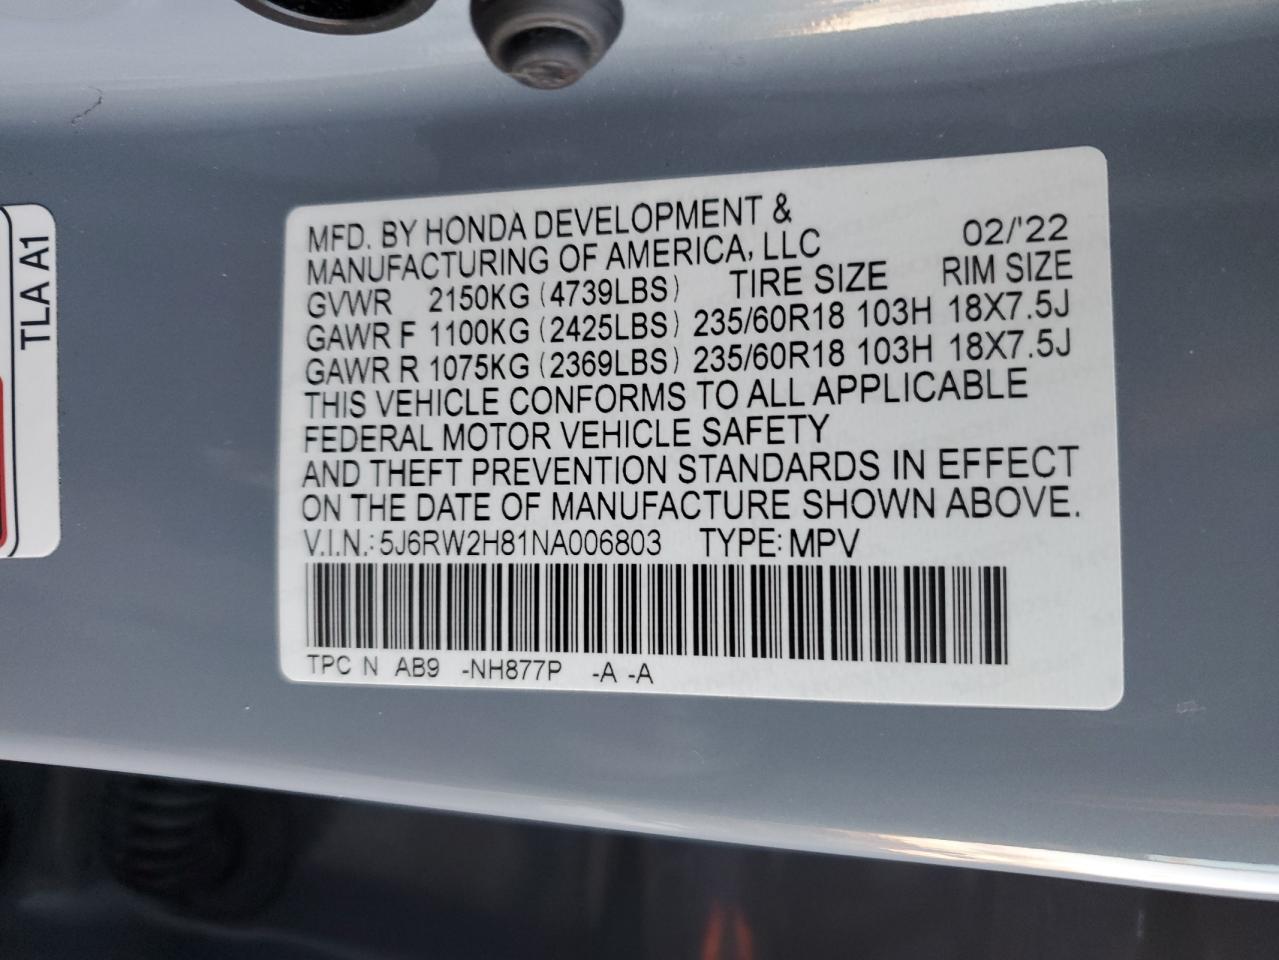 TLA A1
MFD. BY HONDA DEVELOPMENT &
MANUFACTURING OF AMERICA, LLC 02/'22
GVWR 2150KG (4739LBS) TIRE SIZE RIM SIZE
GAWR F 1100KG (2425LBS) 235/60R18 103H 18X7.5J
GAWR R 1075KG (2369LBS) 235/60R18 103H 18X7.5J
THIS VEHICLE CONFORMS TO ALL APPLICABLE
FEDERAL MOTOR VEHICLE SAFETY
AND THEFT PREVENTION STANDARDS IN EFFECT
ON THE DATE OF MANUFACTURE SHOWN ABOVE.
V.I.N.: 5J6RW2H81NA006803 TYPE: MPV
TPC N AB9 -NH877P -A -A